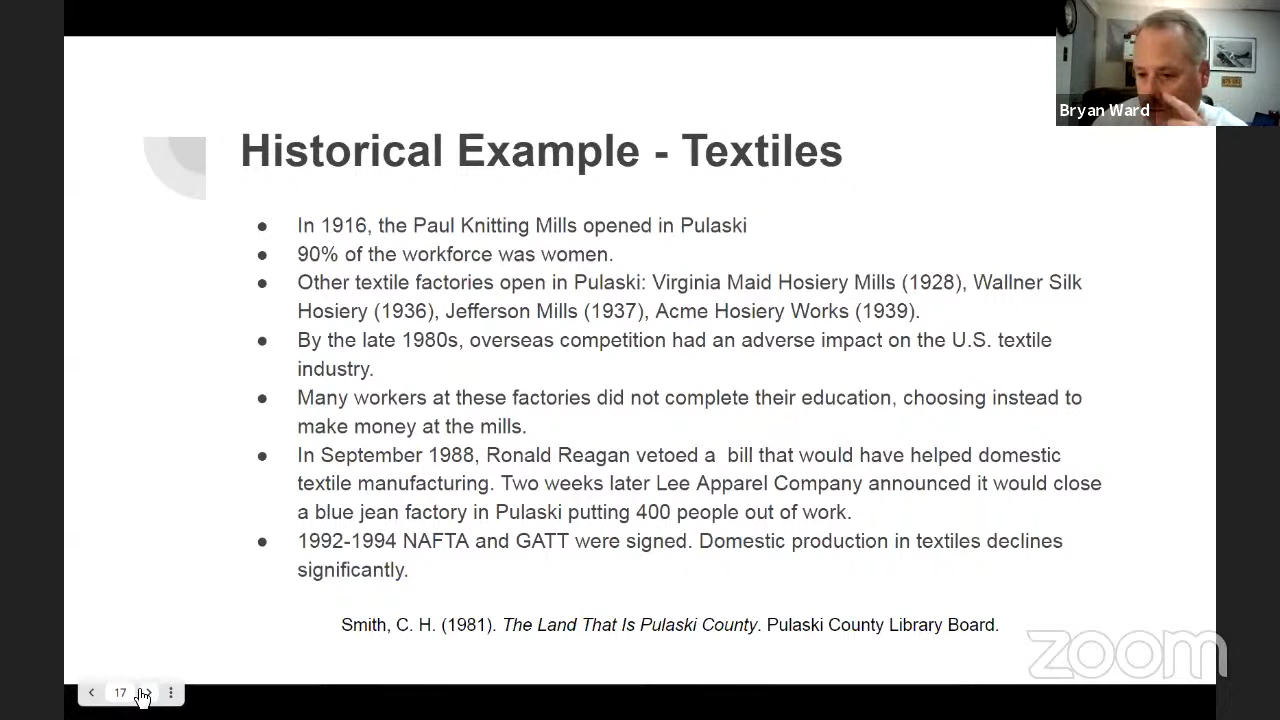 Bryan Ward
Historical Example - Textiles
● In 1916, the Paul Knitting Mills opened in Pulaski
● 90% of the workforce was women.
● Other textile factories open in Pulaski: Virginia Maid Hosiery Mills (1928), Wallner Silk
Hosiery (1936), Jefferson Mills (1937), Acme Hosiery Works (1939).
● By the late 1980s, overseas competition had an adverse impact on the U.S. textile
industry.
● Many workers at these factories did not complete their education, choosing instead to
make money at the mills.
● In September 1988, Ronald Reagan vetoed a  bill that would have helped domestic
textile manufacturing. Two weeks later Lee Apparel Company announced it would close
a blue jean factory in Pulaski putting 400 people out of work.
● 1992-1994 NAFTA and GATT were signed. Domestic production in textiles declines
significantly.
Smith, C. H. (1981). The Land That Is Pulaski County. Pulaski County Library Board.
zoom
17